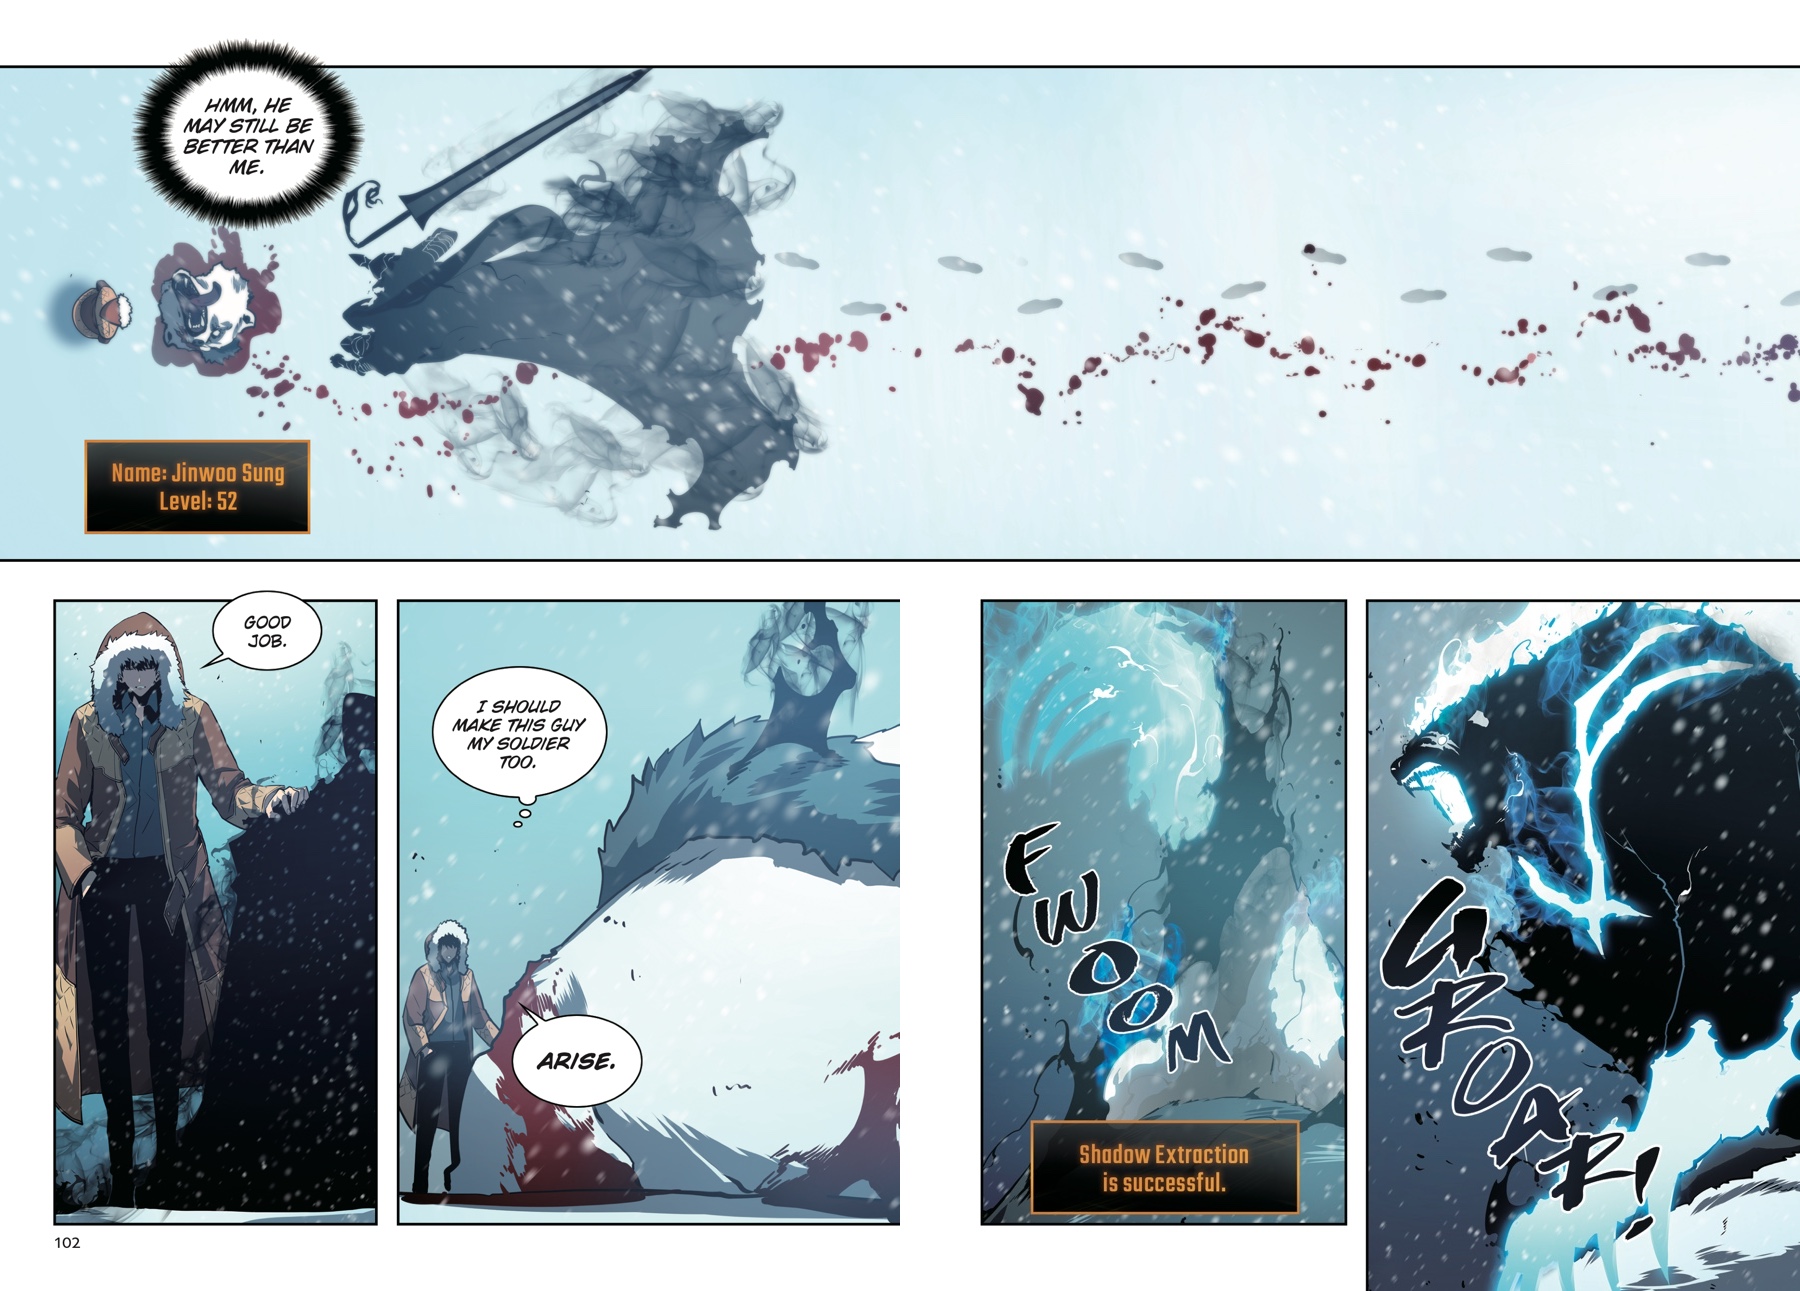 HMM, HE
MAY STILL BE
BETTER THAN
ME.
Name: Jinwoo Sung
Level: 52
GOOD
JOB.
I SHOULD
MAKE THIS GUY
MY SOLDIER
TOO.
ARISE.
FWOOM
Shadow Extraction
is successful.
GROAR!
102